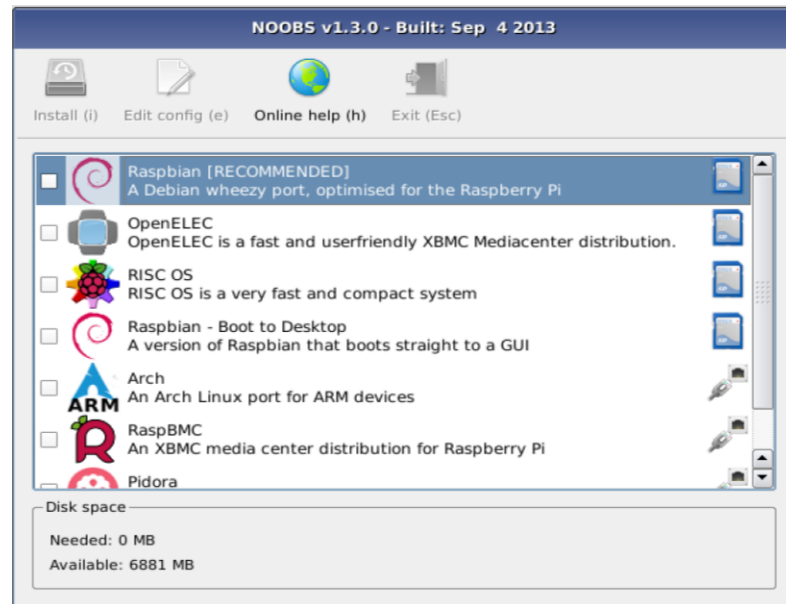 NOOBS v1.3.0 - Built: Sep  4 2013
Install (i)
Edit config (e)
Online help (h)
Exit (Esc)
Raspbian [RECOMMENDED]
A Debian wheezy port, optimised for the Raspberry Pi
OpenELEC
OpenELEC is a fast and userfriendly XBMC Mediacenter distribution.
RISC OS
RISC OS is a very fast and compact system
Raspbian - Boot to Desktop
A version of Raspbian that boots straight to a GUI
ARM
Arch
An Arch Linux port for ARM devices
RaspBMC
An XBMC media center distribution for Raspberry Pi
Pidora
Disk space
Needed: 0 MB
Available: 6881 MB